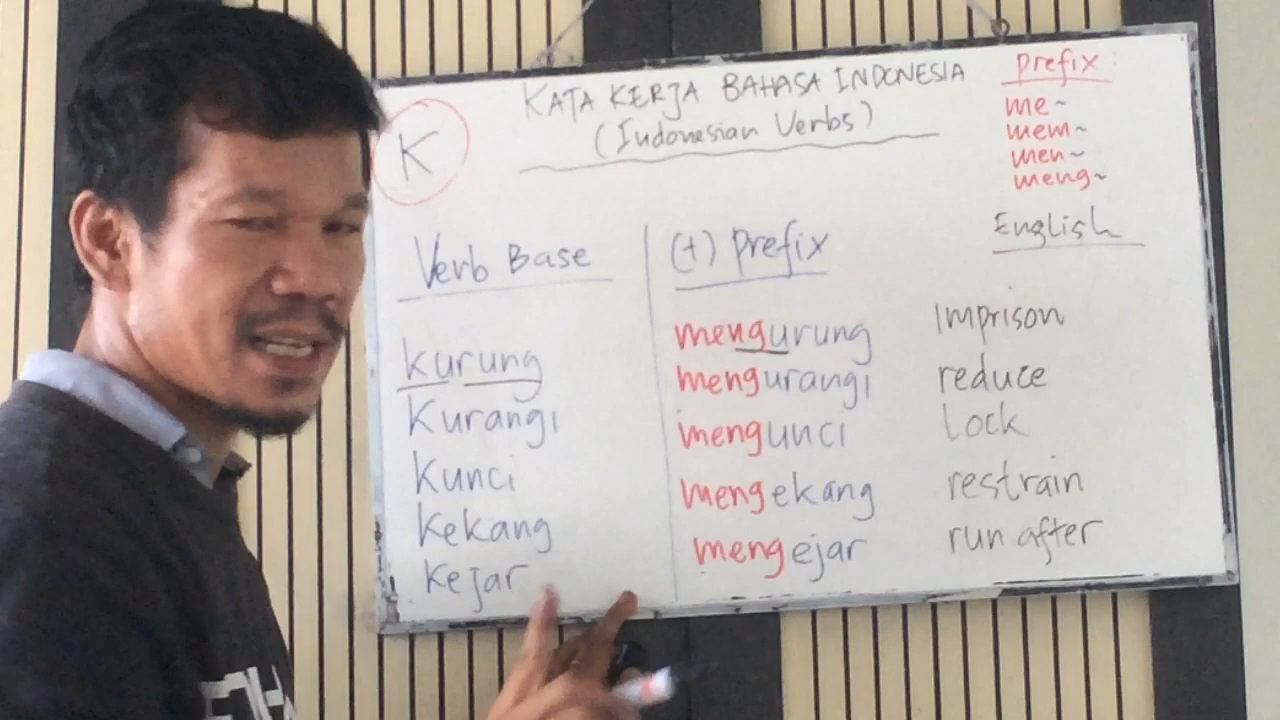 K
KATA KERJA BAHASA INDONESIA
(Indonesian Verbs)
Prefix :
me~
mem~
men~
meng~
Verb Base
(+) Prefix
English
kurung mengurung Imprison
Kurangi mengurangi reduce
Kunci mengunci Lock
Kekang mengekang restrain
Kejar mengejar run after